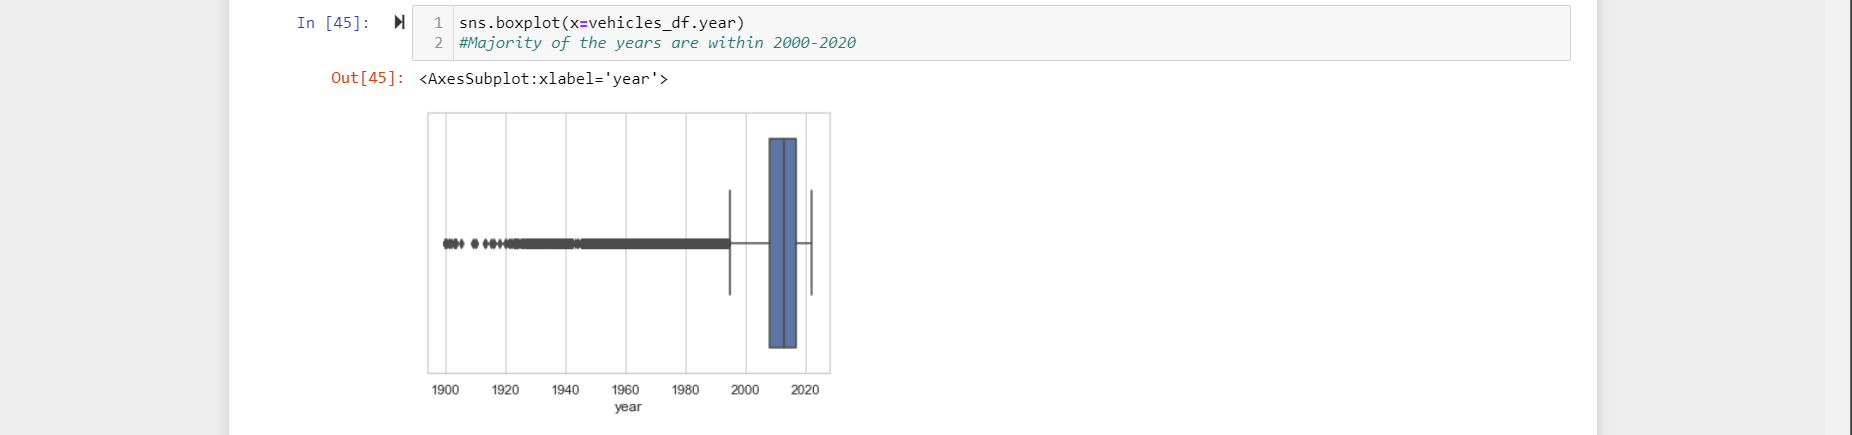 In [45]:
1 sns.boxplot(x=vehicles_df.year)
2 #Majority of the years are within 2000-2020
Out[45]: <AxesSubplot:xlabel='year'>
1900 1920 1940 1960 1980 2000 2020
year